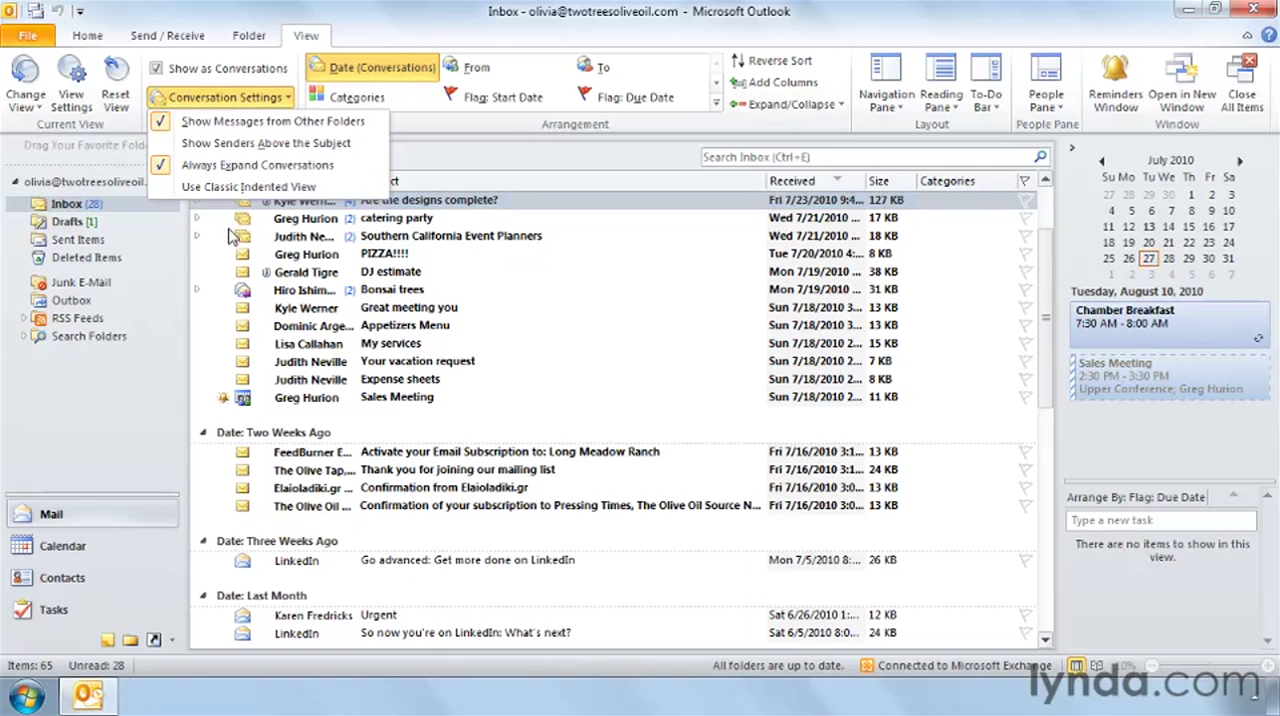 Inbox - olivia@twotreesoliveoil.com - Microsoft Outlook
File Home Send / Receive Folder View
Change View View Settings Reset View
Show as Conversations
Conversation Settings
Date (Conversations) From To
Categories Flag: Start Date Flag: Due Date
Reverse Sort
Add Columns
Expand/Collapse
Navigation Pane Reading Pane To-Do Bar People Pane Reminders Window Open in New Window Close All Items
Current View Arrangement Layout People Pane Window
Show Messages from Other Folders
Show Senders Above the Subject
Always Expand Conversations
Use Classic Indented View
Drag Your Favorite Folde
olivia@twotreesoliveoil.
Inbox (28)
Drafts [1]
Sent Items
Deleted Items
Junk E-Mail
Outbox
RSS Feeds
Search Folders
Mail
Calendar
Contacts
Tasks
Search Inbox (Ctrl+E)
Received Size Categories
Kyle Wern... (4) Are the designs complete? Fri 7/23/2010 9:4... 127 KB
Greg Hurion (2) catering party Wed 7/21/2010 ... 17 KB
Judith Ne... (2) Southern California Event Planners Wed 7/21/2010 ... 18 KB
Greg Hurion PIZZA!!!! Tue 7/20/2010 4:... 8 KB
Gerald Tigre DJ estimate Mon 7/19/2010 ... 38 KB
Hiro Ishim... (2) Bonsai trees Mon 7/19/2010 ... 31 KB
Kyle Werner Great meeting you Sun 7/18/2010 3... 13 KB
Dominic Arge... Appetizers Menu Sun 7/18/2010 3... 13 KB
Lisa Callahan My services Sun 7/18/2010 2... 15 KB
Judith Neville Your vacation request Sun 7/18/2010 2... 7 KB
Judith Neville Expense sheets Sun 7/18/2010 2... 8 KB
Greg Hurion Sales Meeting Sun 7/18/2010 2... 11 KB
Date: Two Weeks Ago
FeedBurner E... Activate your Email Subscription to: Long Meadow Ranch Fri 7/16/2010 3:1... 13 KB
The Olive Tap,... Thank you for joining our mailing list Fri 7/16/2010 3:1... 24 KB
Elaioladiki.gr ... Confirmation from Elaioladiki.gr Fri 7/16/2010 3:0... 13 KB
The Olive Oil ... Confirmation of your subscription to Pressing Times, The Olive Oil Source N... Fri 7/16/2010 3:0... 13 KB
Date: Three Weeks Ago
LinkedIn Go advanced: Get more done on LinkedIn Mon 7/5/2010 8:... 26 KB
Date: Last Month
Karen Fredricks Urgent Sat 6/26/2010 1:... 12 KB
LinkedIn So now you're on LinkedIn: What's next? Sat 6/5/2010 8:0... 24 KB
July 2010
Su Mo Tu We Th Fr Sa
27 28 29 30 1 2 3
4 5 6 7 8 9 10
11 12 13 14 15 16 17
18 19 20 21 22 23 24
25 26 27 28 29 30 31
1 2 3 4 5 6 7
Tuesday, August 10, 2010
Chamber Breakfast
7:30 AM - 8:00 AM
Sales Meeting
2:30 PM - 3:30 PM
Upper Conference; Greg Hurion
Arrange By: Flag: Due Date
Type a new task
There are no items to show in this
view.
Items: 65 Unread: 28 All folders are up to date. Connected to Microsoft Exchange
lynda.com